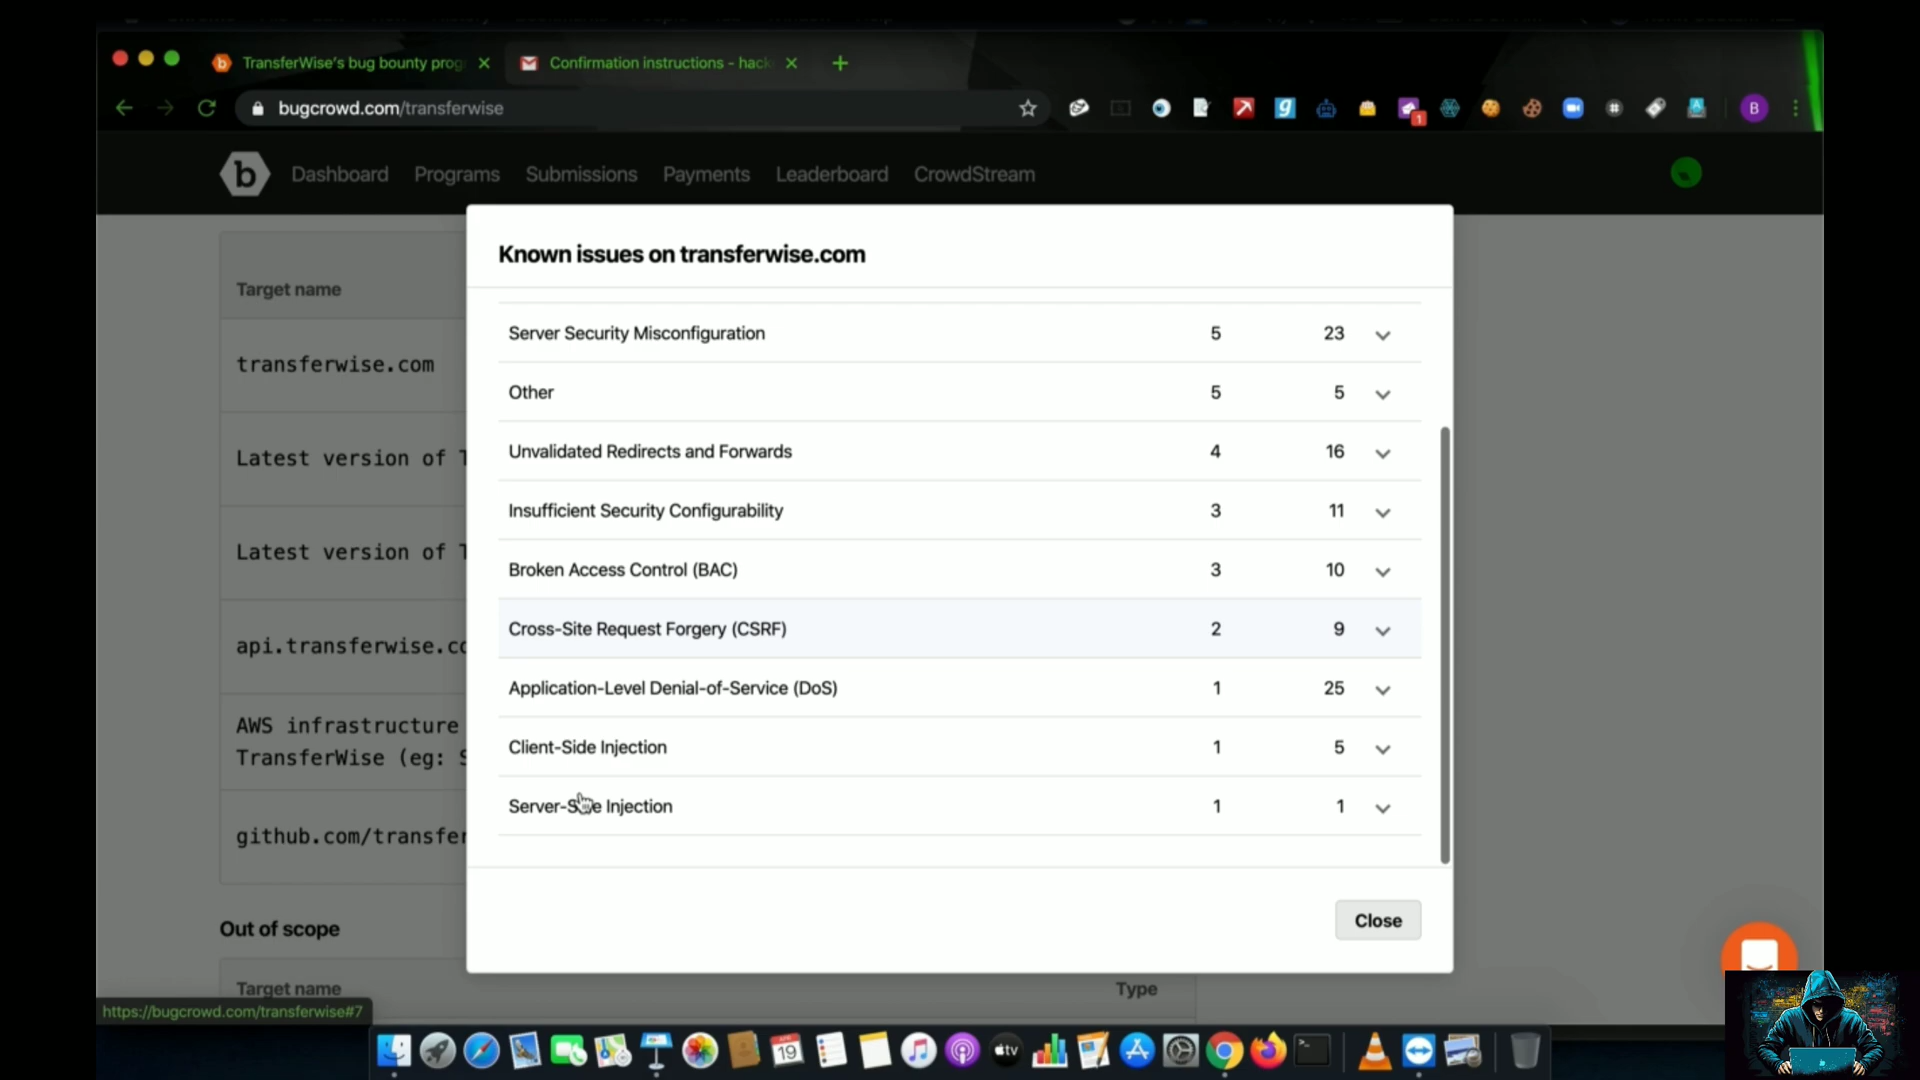 TransferWise's bug bounty prog
Confirmation instructions - hack
bugcrowd.com/transferwise
1
B
b
Dashboard
Programs
Submissions
Payments
Leaderboard
CrowdStream
Known issues on transferwise.com
Server Security Misconfiguration 5 23
Other 5 5
Unvalidated Redirects and Forwards 4 16
Insufficient Security Configurability 3 11
Broken Access Control (BAC) 3 10
Cross-Site Request Forgery (CSRF) 2 9
Application-Level Denial-of-Service (DoS) 1 25
Client-Side Injection 1 5
Server-Side Injection 1 1
Close
Target name
transferwise.com
Latest version of T
Latest version of T
api.transferwise.co
AWS infrastructure
TransferWise (eg: S
github.com/transfer
Out of scope
Target name Type
https://bugcrowd.com/transferwise#7
19
tv